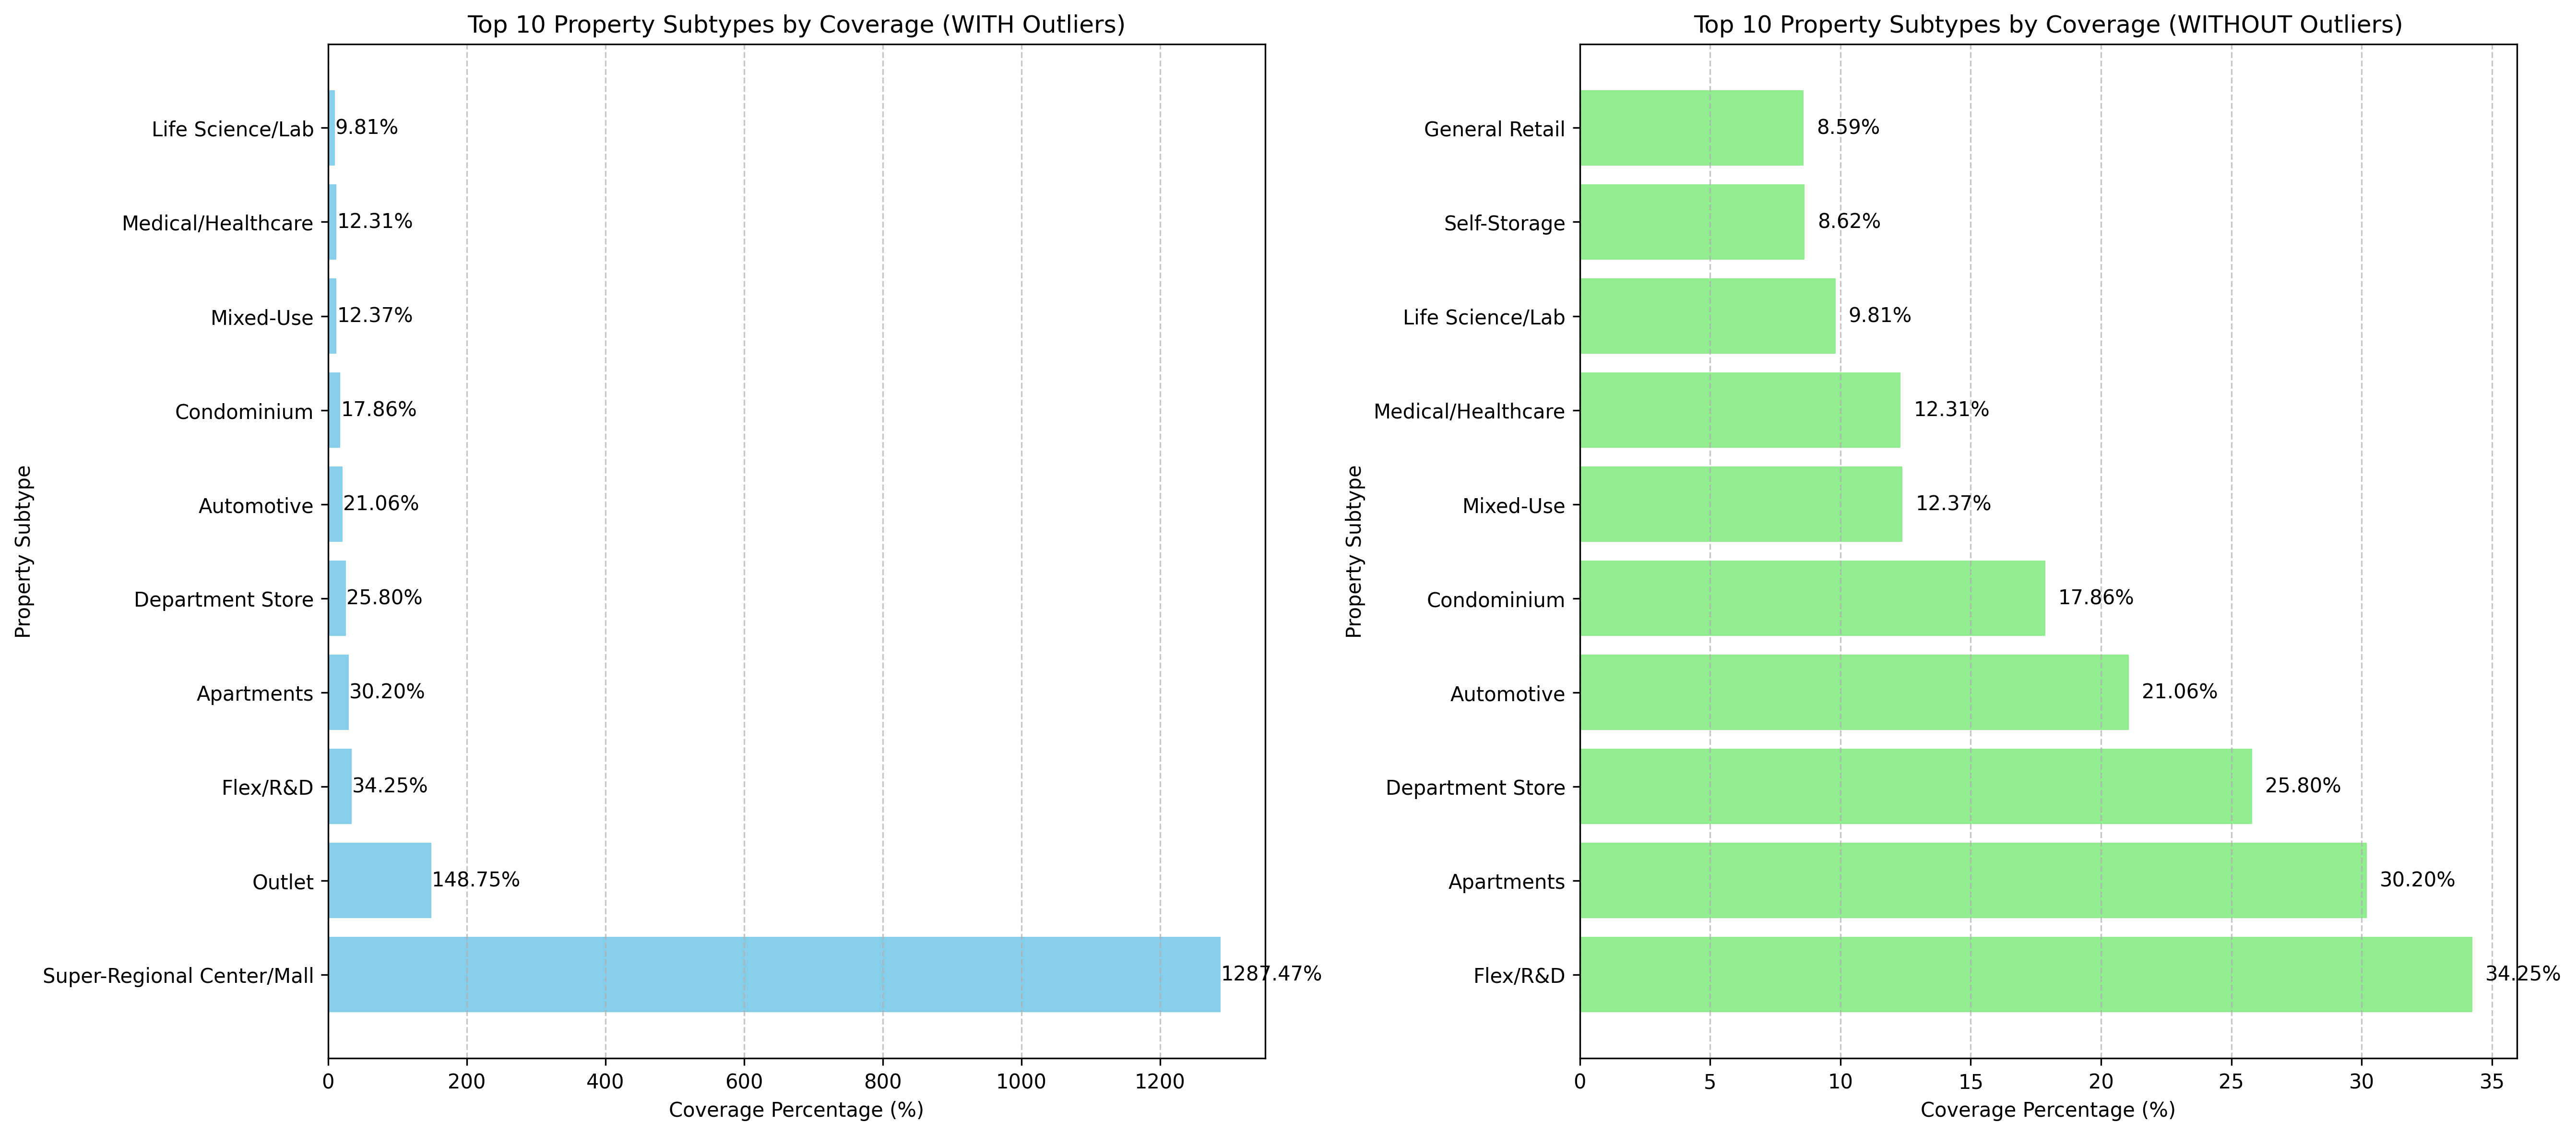 Top 10 Property Subtypes by Coverage (WITH Outliers)
Property Subtype
Life Science/Lab 9.81%
Medical/Healthcare 12.31%
Mixed-Use 12.37%
Condominium 17.86%
Automotive 21.06%
Department Store 25.80%
Apartments 30.20%
Flex/R&D 34.25%
Outlet 148.75%
Super-Regional Center/Mall 1287.47%
0 200 400 600 800 1000 1200
Coverage Percentage (%)
Top 10 Property Subtypes by Coverage (WITHOUT Outliers)
Property Subtype
General Retail 8.59%
Self-Storage 8.62%
Life Science/Lab 9.81%
Medical/Healthcare 12.31%
Mixed-Use 12.37%
Condominium 17.86%
Automotive 21.06%
Department Store 25.80%
Apartments 30.20%
Flex/R&D 34.25%
0 5 10 15 20 25 30 35
Coverage Percentage (%)